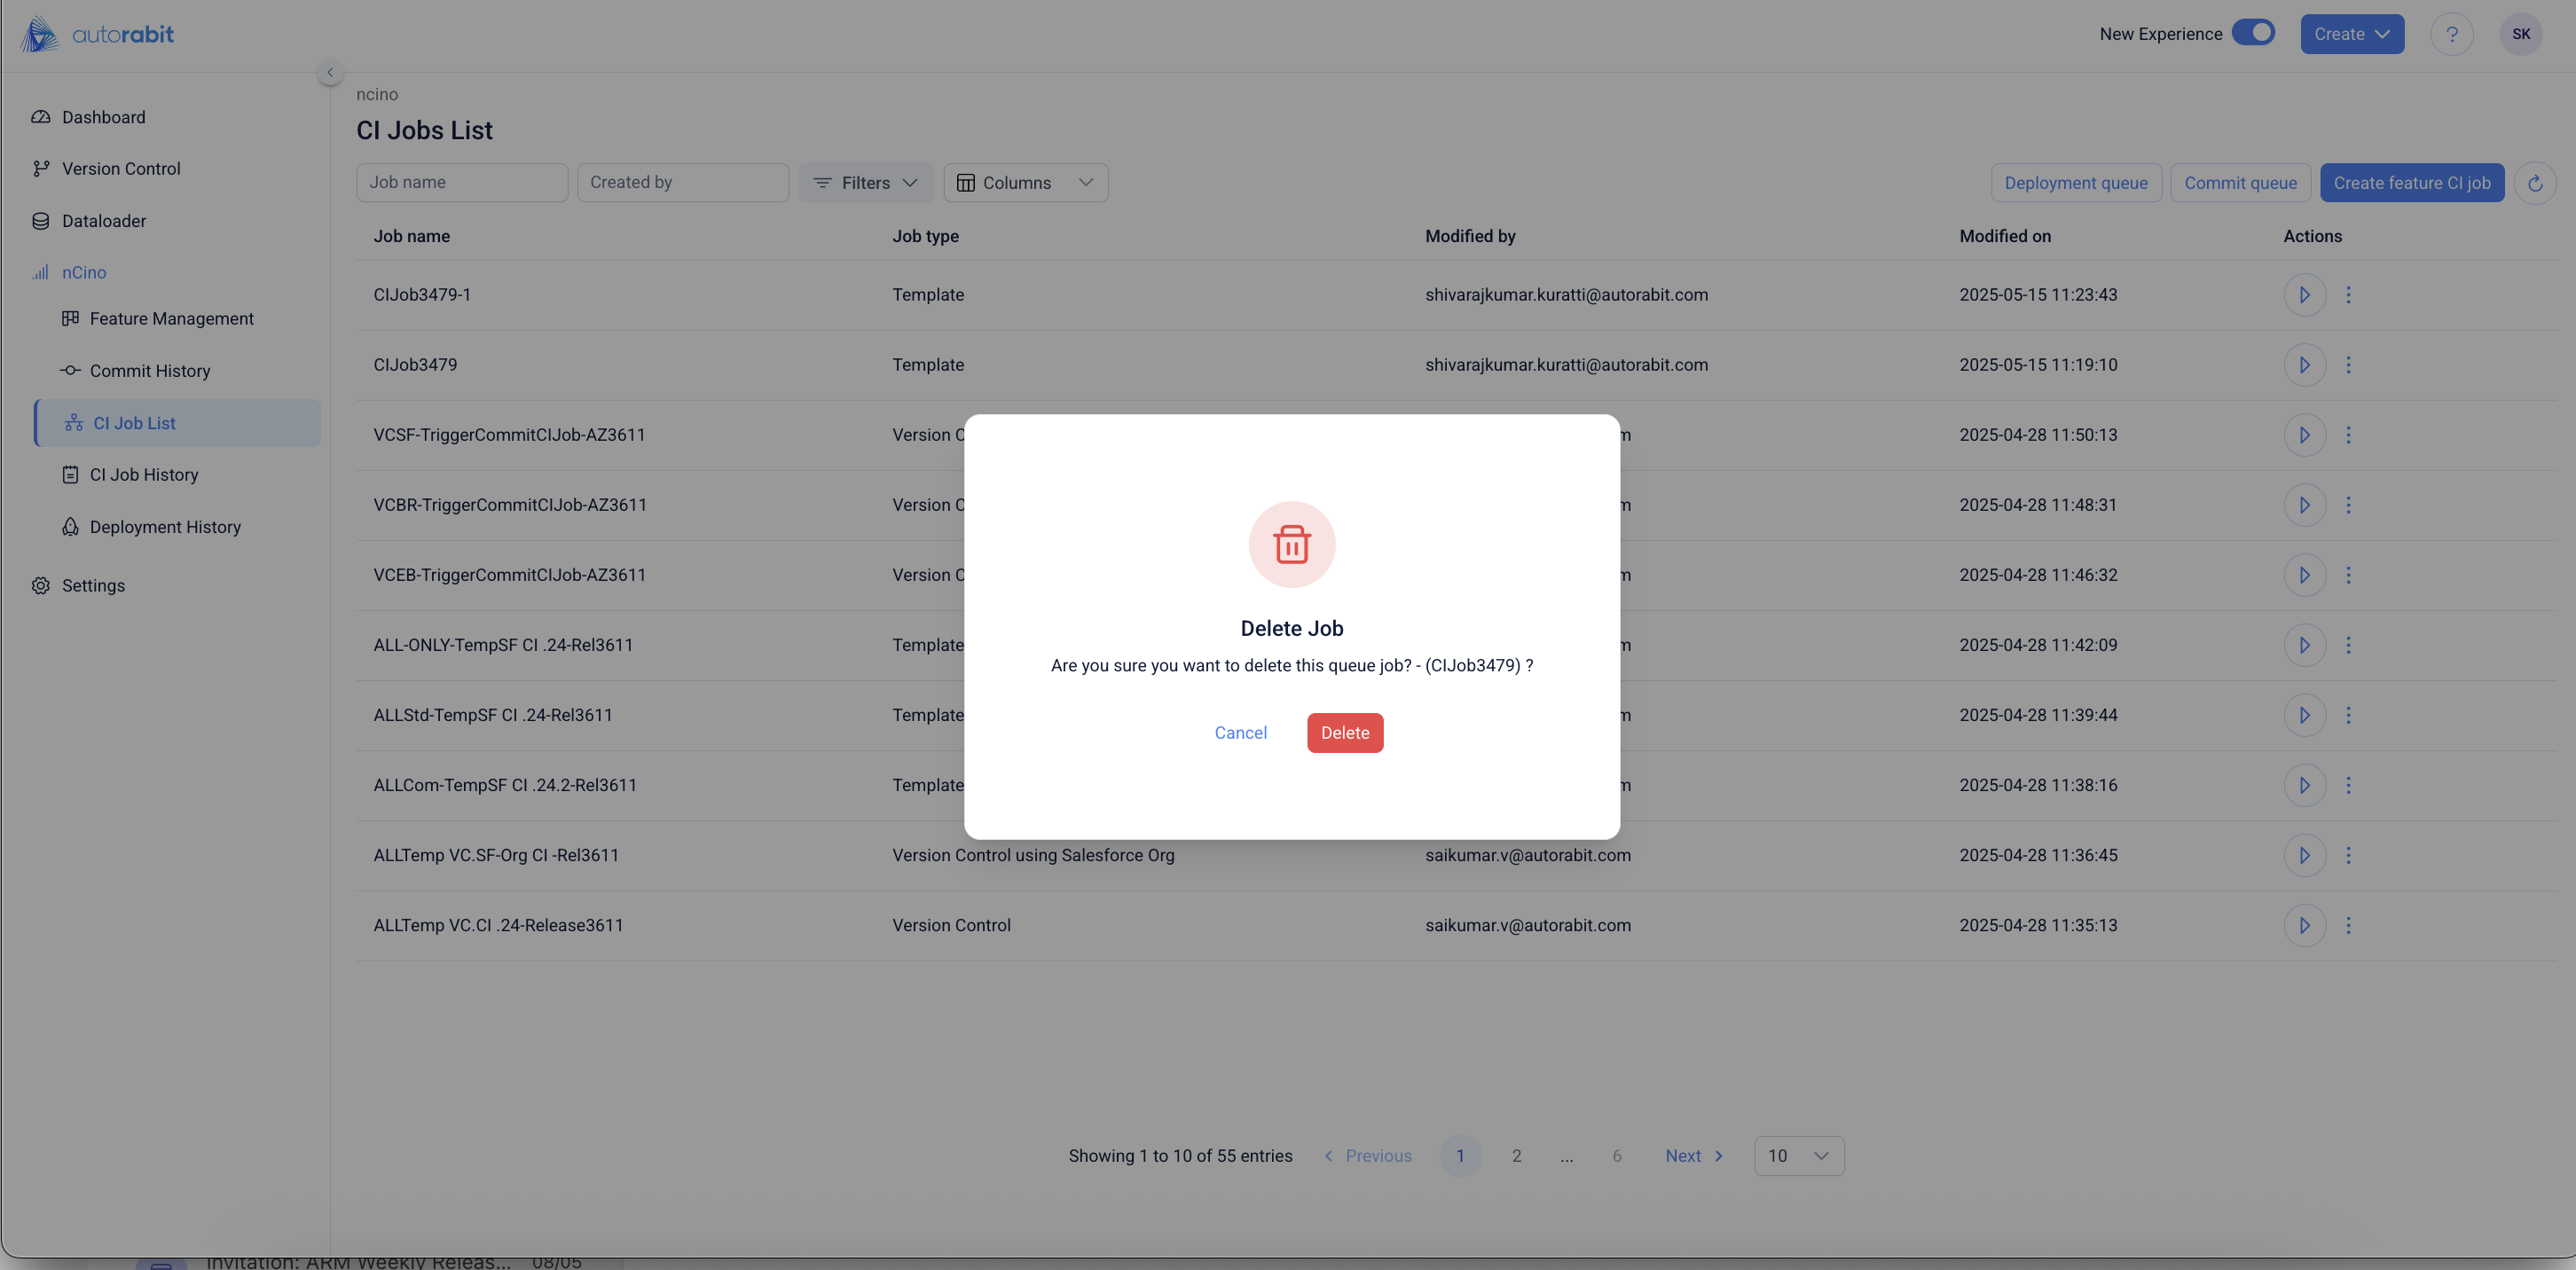 autorabit
New Experience
Create
?
SK
Dashboard
Version Control
Dataloader
nCino
Feature Management
Commit History
CI Job List
CI Job History
Deployment History
Settings
ncino
CI Jobs List
Job name
Created by
Filters
Columns
Deployment queue
Commit queue
Create feature CI job
Job name Job type Modified by Modified on Actions
CIJob3479-1 Template shivarajkumar.kuratti@autorabit.com 2025-05-15 11:23:43
CIJob3479 Template shivarajkumar.kuratti@autorabit.com 2025-05-15 11:19:10
VCSF-TriggerCommitCIJob-AZ3611 Version C m 2025-04-28 11:50:13
VCBR-TriggerCommitCIJob-AZ3611 Version C m 2025-04-28 11:48:31
VCEB-TriggerCommitCIJob-AZ3611 Version C m 2025-04-28 11:46:32
ALL-ONLY-TempSF CI .24-Rel3611 Template m 2025-04-28 11:42:09
ALLStd-TempSF CI .24-Rel3611 Template m 2025-04-28 11:39:44
ALLCom-TempSF CI .24.2-Rel3611 Template m 2025-04-28 11:38:16
ALLTemp VC.SF-Org CI -Rel3611 Version Control using Salesforce Org saikumar.v@autorabit.com 2025-04-28 11:36:45
ALLTemp VC.CI .24-Release3611 Version Control saikumar.v@autorabit.com 2025-04-28 11:35:13
Delete Job
Are you sure you want to delete this queue job? - (CIJob3479) ?
Cancel Delete
Showing 1 to 10 of 55 entries Previous 1 2 ... 6 Next 10
Invitation: ARM Weekly Releas... 08/05